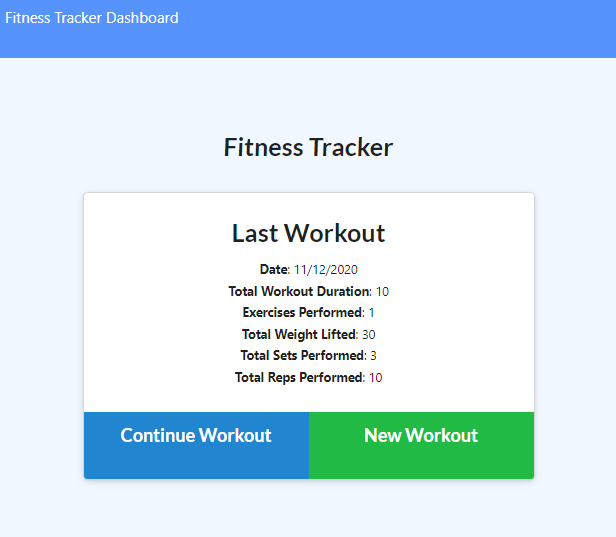 Fitness Tracker Dashboard
Fitness Tracker
Last Workout
Date: 11/12/2020
Total Workout Duration: 10
Exercises Performed: 1
Total Weight Lifted: 30
Total Sets Performed: 3
Total Reps Performed: 10
Continue Workout New Workout